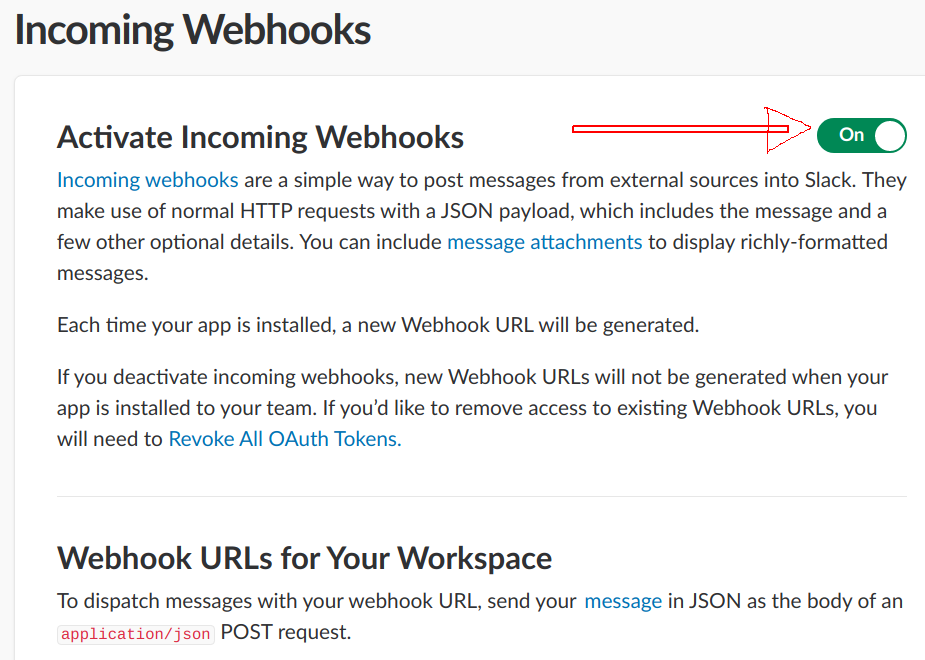 Incoming Webhooks
Activate Incoming Webhooks
On
Incoming webhooks are a simple way to post messages from external sources into Slack. They
make use of normal HTTP requests with a JSON payload, which includes the message and a
few other optional details. You can include message attachments to display richly-formatted
messages.
Each time your app is installed, a new Webhook URL will be generated.
If you deactivate incoming webhooks, new Webhook URLs will not be generated when your
app is installed to your team. If you’d like to remove access to existing Webhook URLs, you
will need to Revoke All OAuth Tokens.
Webhook URLs for Your Workspace
To dispatch messages with your webhook URL, send your message in JSON as the body of an
application/json POST request.